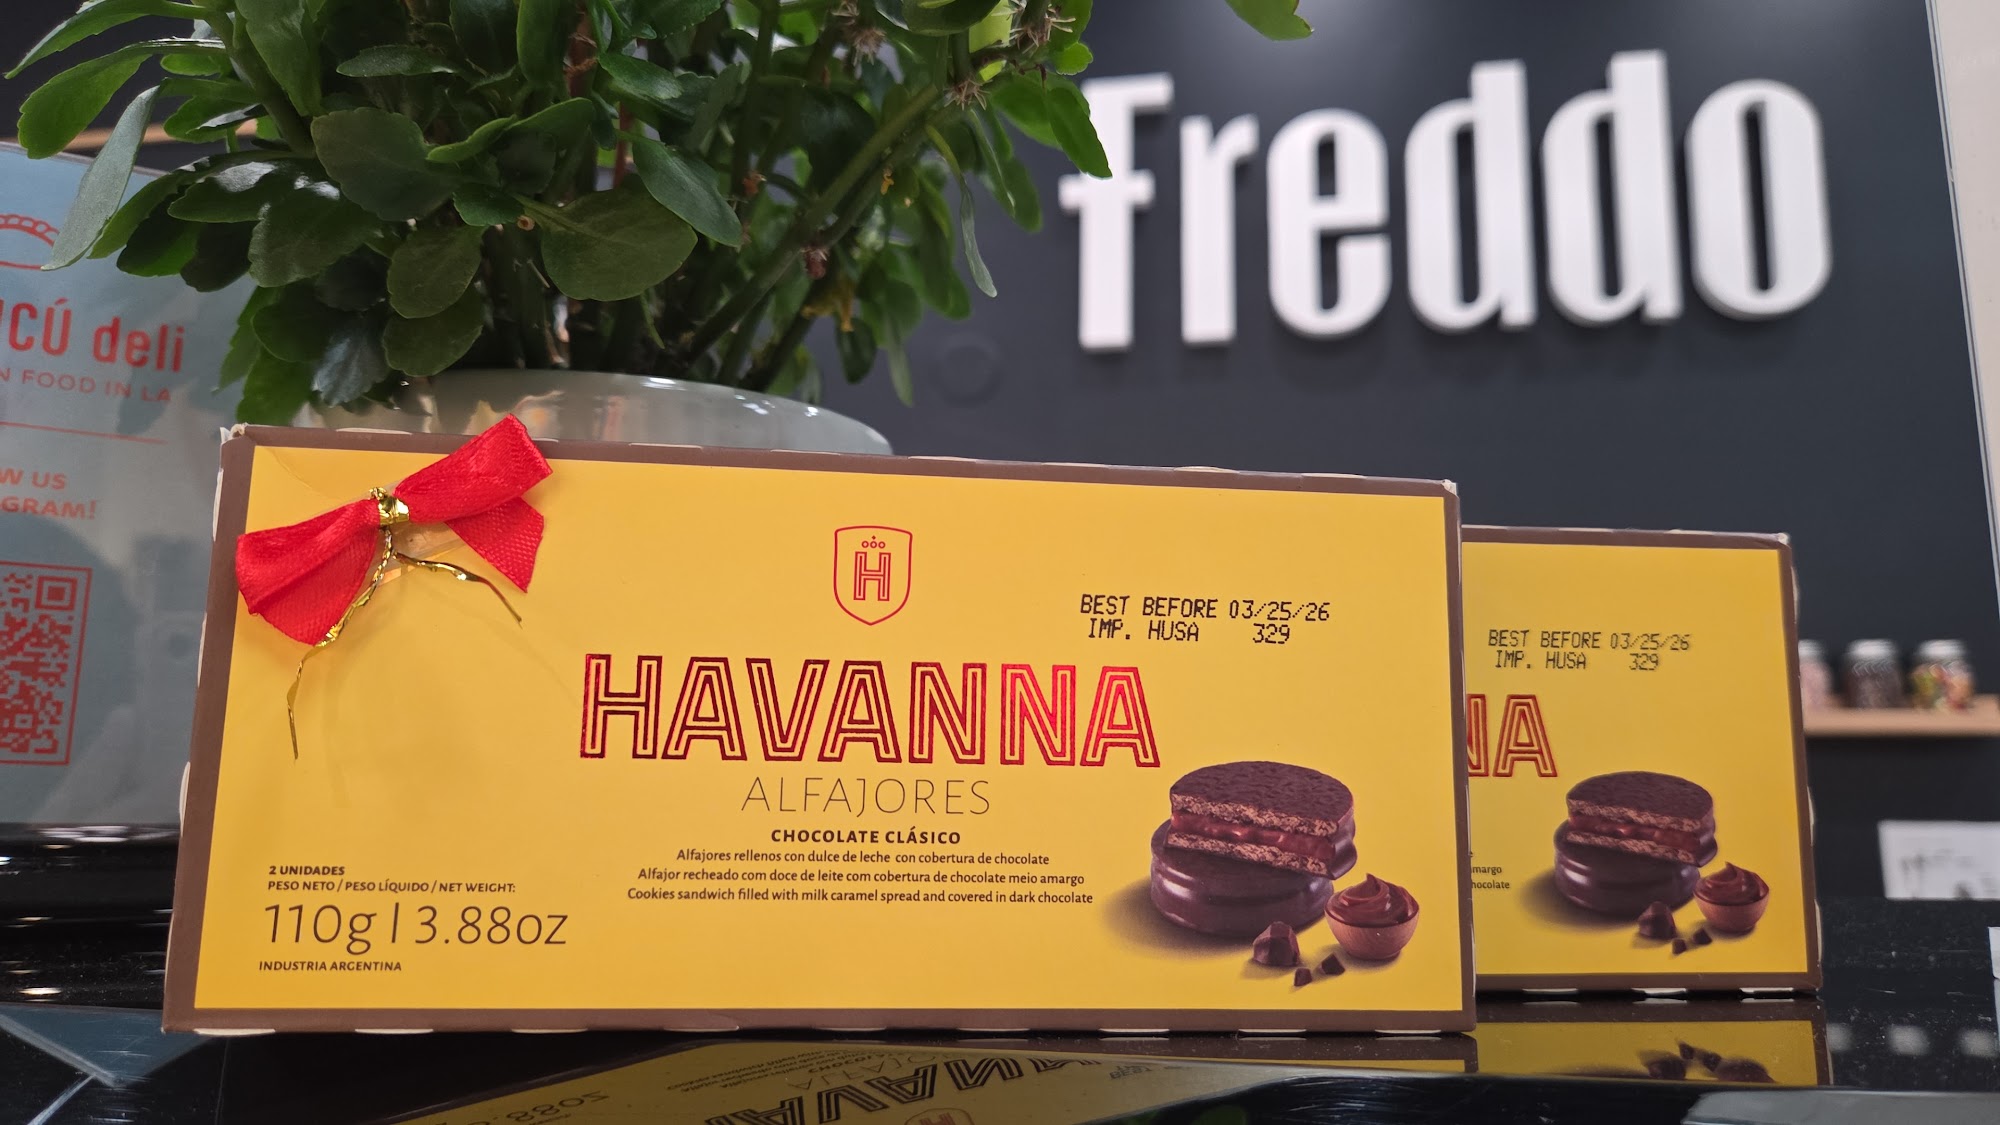 freddo
CÚ deli
N FOOD IN LA
W US
GRAM!
H
BEST BEFORE 03/25/26
IMP. HUSA 329
HAVANNA
ALFAJORES
CHOCOLATE CLÁSICO
Alfajores rellenos con dulce de leche con cobertura de chocolate
Alfajor recheado com doce de leite com cobertura de chocolate meio amargo
Cookies sandwich filled with milk caramel spread and covered in dark chocolate
2 UNIDADES
PESO NETO / PESO LÍQUIDO / NET WEIGHT:
110g | 3.88oz
INDUSTRIA ARGENTINA
BEST BEFORE 03/25/26
IMP. HUSA 329
NA
amargo
hocolate